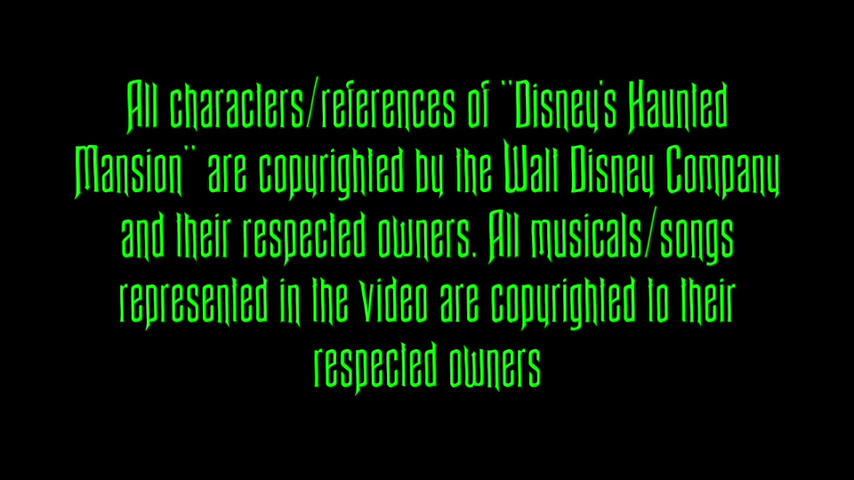 All characters/references of "Disney's Haunted
Mansion" are copyrighted by the Walt Disney Company
and their respected owners. All musicals/songs
represented in the video are copyrighted to their
respected owners